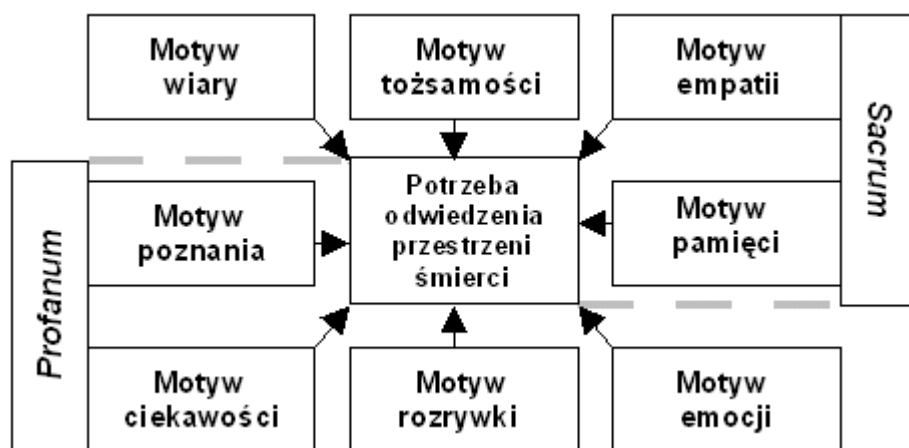 Motyw
wiary
Motyw
tożsamości
Motyw
empatii
Sacrum
Profanum
Motyw
poznania
Potrzeba
odwiedzenia
przestrzeni
śmierci
Motyw
pamięci
Motyw
ciekawości
Motyw
rozrywki
Motyw
emocji